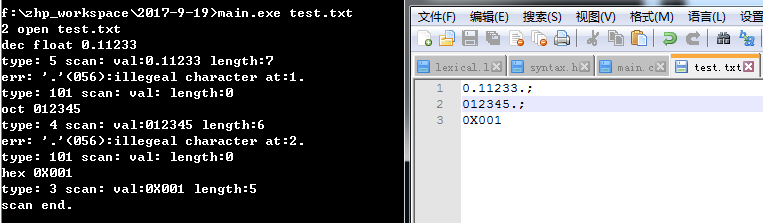 f:\zhp_workspace\2017-9-19>main.exe test.txt
2 open test.txt
dec float 0.11233
type: 5 scan: val:0.11233 length:7
err: '.'(056):illegeal character at:1.
type: 101 scan: val: length:0
oct 012345
type: 4 scan: val:012345 length:6
err: '.'(056):illegeal character at:2.
type: 101 scan: val: length:0
hex 0X001
type: 3 scan: val:0X001 length:5
scan end.
文件(F) 编辑(E) 搜索(S) 视图(V) 格式(M) 语言(L) 设置
lexical.l syntax.h main.c test.txt
1 0.11233.;
2 012345.;
3 0X001